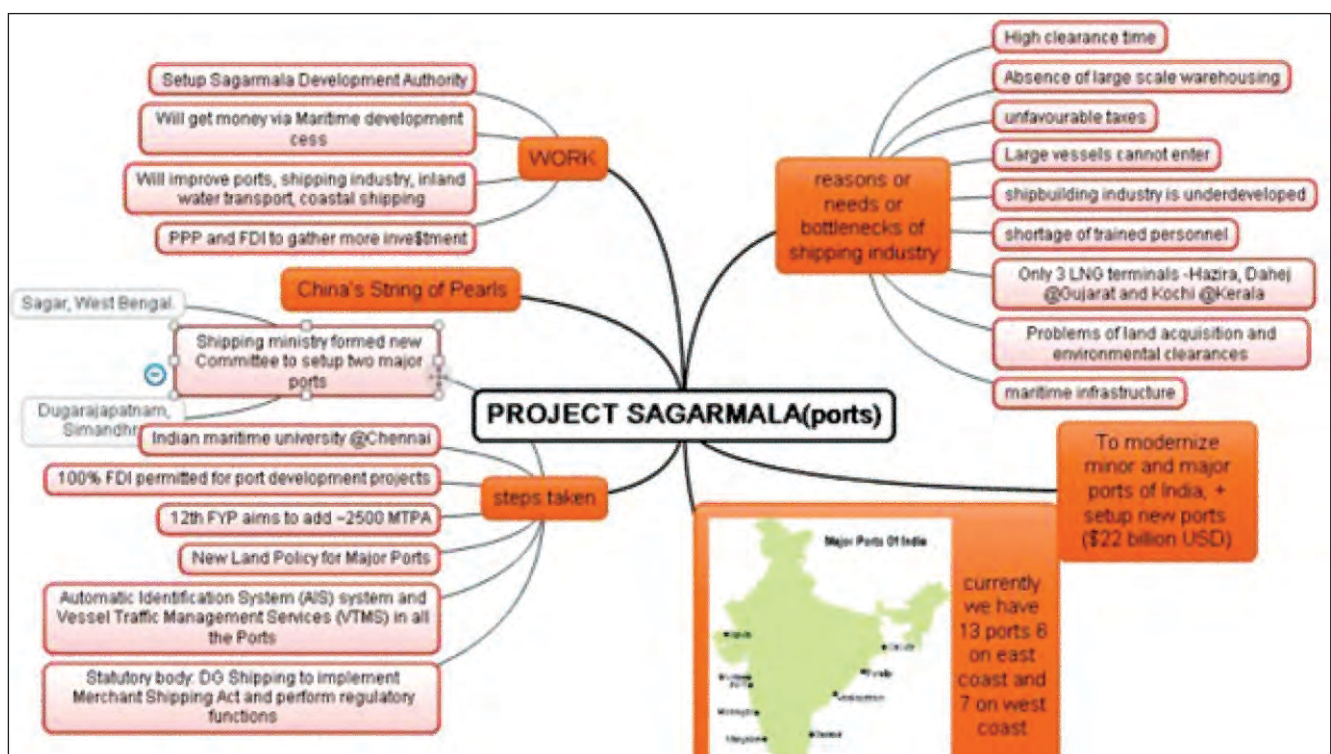 Setup Sagarmala Development Authority
Will get money via Maritime development
cess
Will improve ports, shipping industry, inland
water transport, coastal shipping
PPP and FDI to gather more inve$tment
WORK
China's String of Pearls
Sagar, West Bengal.
Shipping ministry formed new
Committee to setup two major
ports
Dugarajapatnam,
Simandhr
PROJECT SAGARMALA(ports)
Indian maritime university @Chennai
100% FDI permitted for port development projects
12th FYP aims to add ~2500 MTPA
New Land Policy for Major Ports
Automatic Identification System (AIS) system and
Vessel Traffic Management Services (VTMS) in all
the Ports
Statutory body: DG Shipping to implement
Merchant Shipping Act and perform regulatory
functions
steps taken
reasons or
needs or
bottlenecks of
shipping industry
High clearance time
Absence of large scale warehousing
unfavourable taxes
Large vessels cannot enter
shipbuilding industry is underdeveloped
shortage of trained personnel
Only 3 LNG terminals -Hazira, Dahej
@Gujarat and Kochi @Kerala
Problems of land acquisition and
environmental clearances
maritime infrastructure
To modernize
minor and major
ports of India, +
setup new ports
($22 billion USD)
Major Ports Of India
currently
we have
13 ports 6
on east
coast and
7 on west
coast